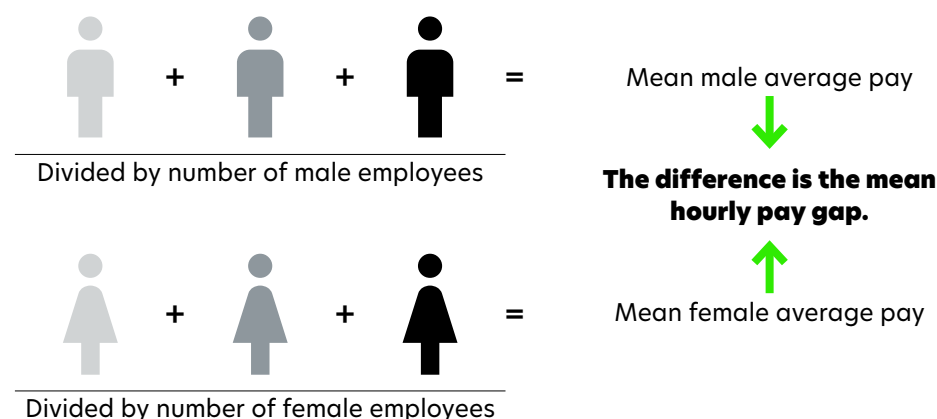 + + = Mean male average pay
Divided by number of male employees
The difference is the mean
hourly pay gap.
+ + = Mean female average pay
Divided by number of female employees